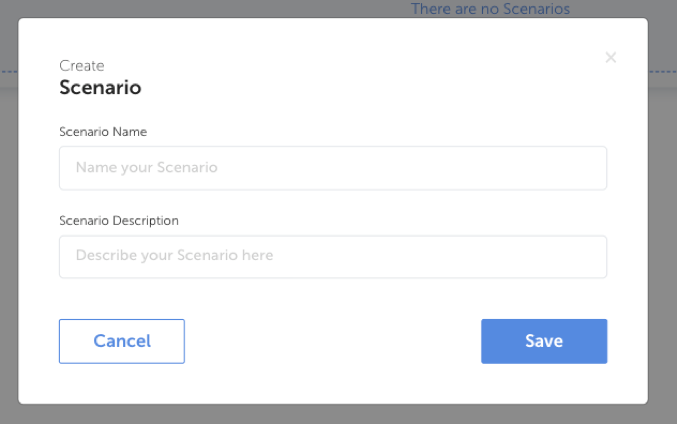 There are no Scenarios
Create
Scenario
Scenario Name
Name your Scenario
Scenario Description
Describe your Scenario here
Cancel
Save